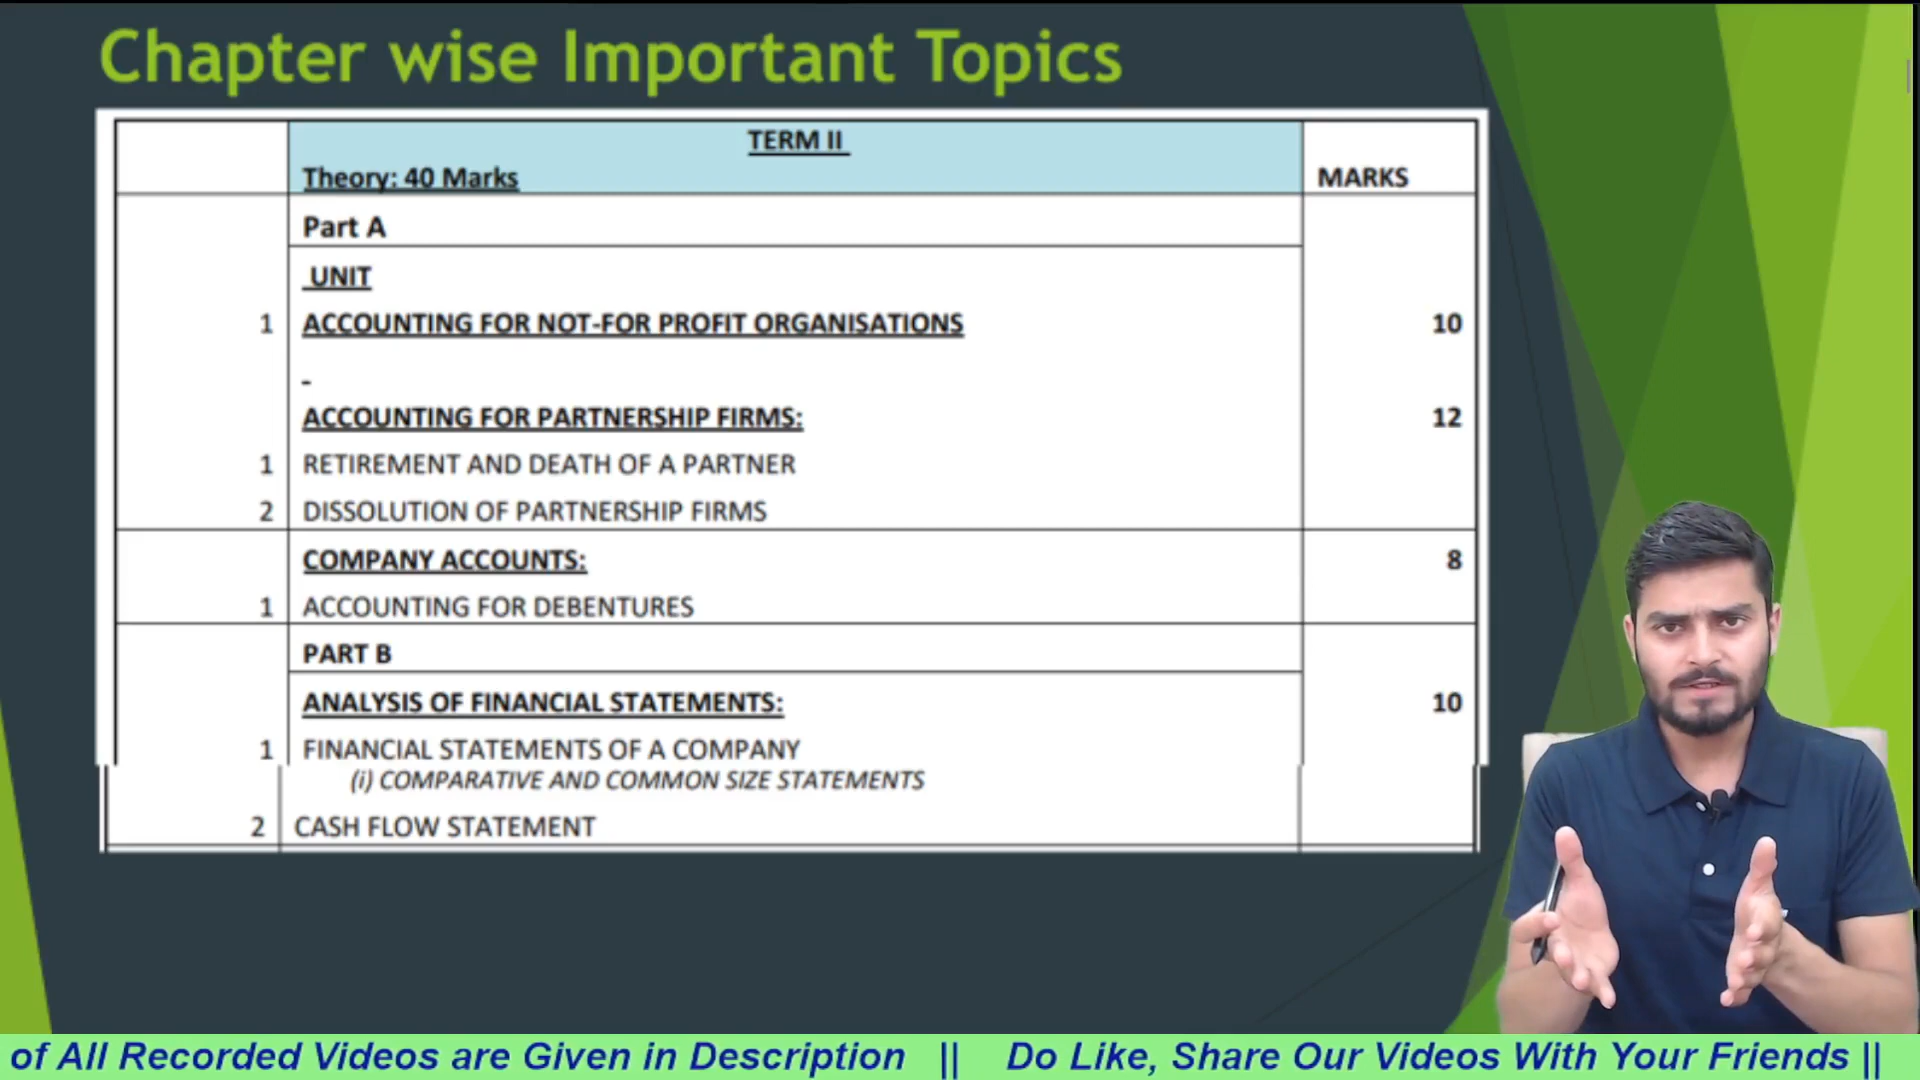 Chapter wise Important Topics
TERM II
Theory: 40 Marks MARKS
Part A
UNIT
1 ACCOUNTING FOR NOT-FOR PROFIT ORGANISATIONS 10
-
ACCOUNTING FOR PARTNERSHIP FIRMS: 12
1 RETIREMENT AND DEATH OF A PARTNER
2 DISSOLUTION OF PARTNERSHIP FIRMS
COMPANY ACCOUNTS: 8
1 ACCOUNTING FOR DEBENTURES
PART B
ANALYSIS OF FINANCIAL STATEMENTS: 10
1 FINANCIAL STATEMENTS OF A COMPANY
(i) COMPARATIVE AND COMMON SIZE STATEMENTS
2 CASH FLOW STATEMENT
of All Recorded Videos are Given in Description || Do Like, Share Our Videos With Your Friends ||